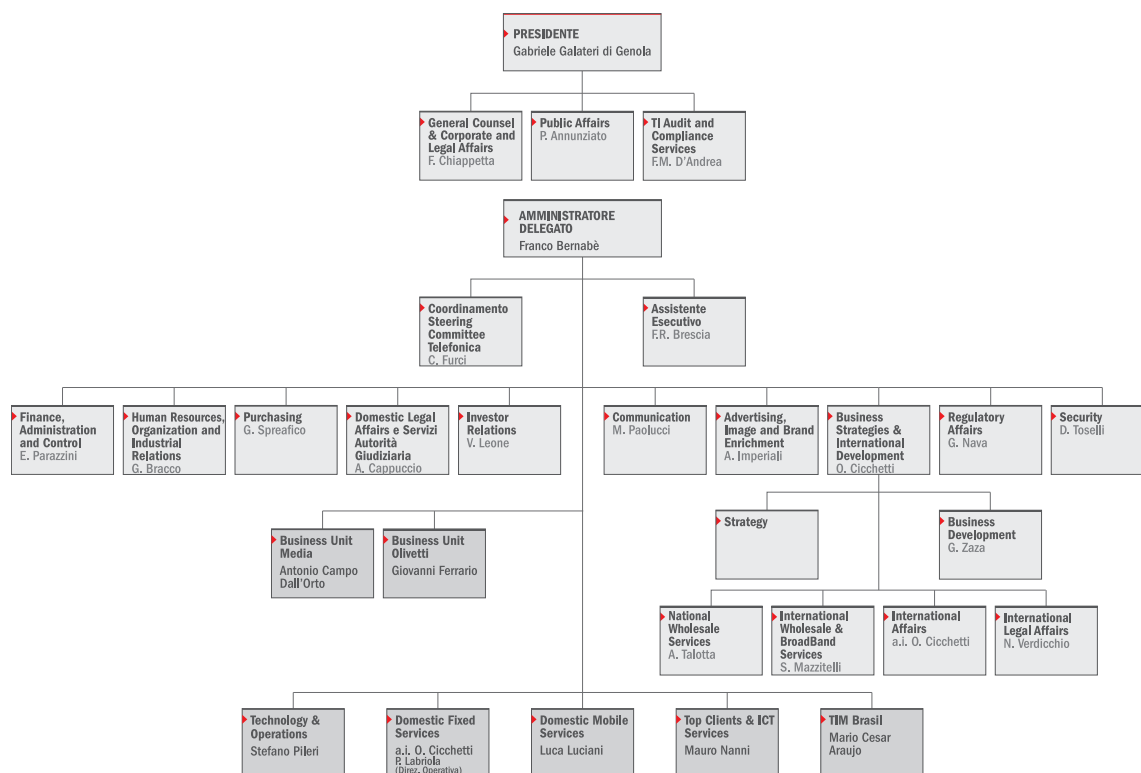 PRESIDENTE
Gabriele Galateri di Genola
General Counsel
& Corporate and
Legal Affairs
F. Chiappetta
Public Affairs
P. Annunziato
TI Audit and
Compliance
Services
F.M. D'Andrea
AMMINISTRATORE
DELEGATO
Franco Bernabè
Coordinamento
Steering
Committee
Telefonica
C. Furci
Assistente
Esecutivo
F.R. Brescia
Finance,
Administration
and Control
E. Parazzini
Human Resources,
Organization and
Industrial
Relations
G. Bracco
Purchasing
G. Spreafico
Domestic Legal
Affairs e Servizi
Autorità
Giudiziaria
A. Cappuccio
Investor
Relations
V. Leone
Communication
M. Paolucci
Advertising,
Image and Brand
Enrichment
A. Imperiali
Business
Strategies &
International
Development
O. Cicchetti
Regulatory
Affairs
G. Nava
Security
D. Toselli
Business Unit
Media
Antonio Campo
Dall'Orto
Business Unit
Olivetti
Giovanni Ferrario
Strategy
Business
Development
G. Zaza
National
Wholesale
Services
A. Talotta
International
Wholesale &
BroadBand
Services
S. Mazzitelli
International
Affairs
a.i. O. Cicchetti
International
Legal Affairs
N. Verdicchio
Technology &
Operations
Stefano Pileri
Domestic Fixed
Services
a.i. O. Cicchetti
P. Labriola
(Direz. Operativa)
Domestic Mobile
Services
Luca Luciani
Top Clients & ICT
Services
Mauro Nanni
TIM Brasil
Mario Cesar
Araujo